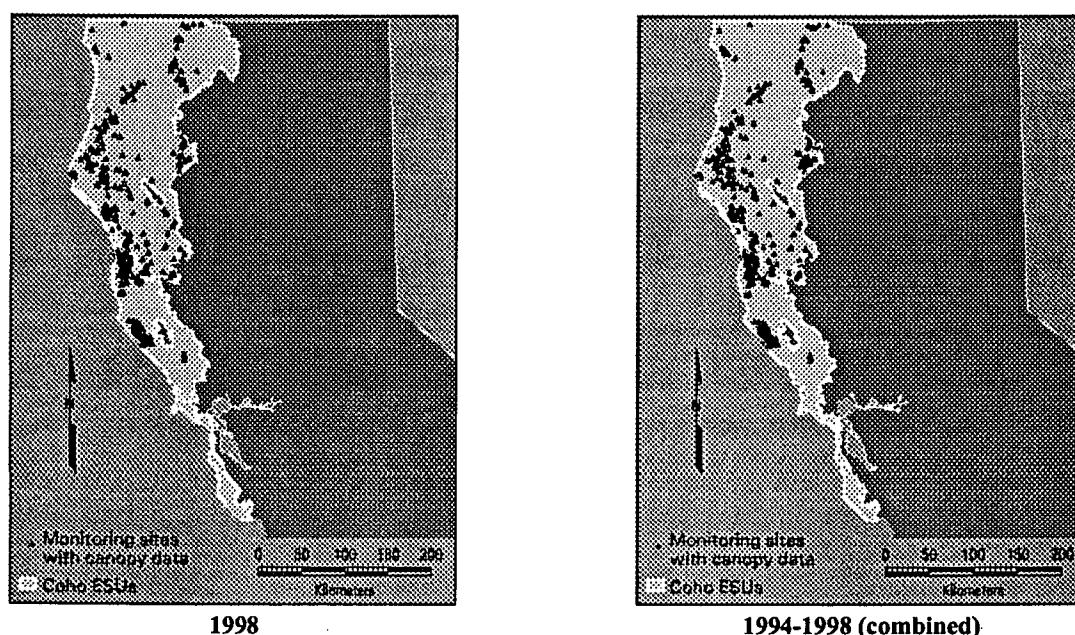 Monitoring sites
with canopy data
Coho ESUs
0 50 100 150 200
Kilometers
1998
Monitoring sites
with canopy data
Coho ESUs
0 50 100 150 200
Kilometers
1994-1998 (combined)